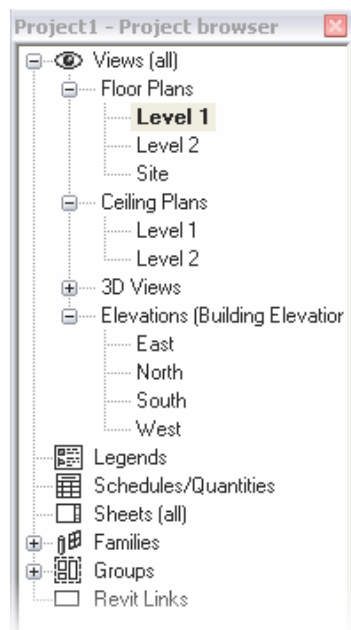 Project1 - Project browser
Views (all)
Floor Plans
Level 1
Level 2
Site
Ceiling Plans
Level 1
Level 2
3D Views
Elevations (Building Elevatior
East
North
South
West
Legends
Schedules/Quantities
Sheets (all)
Families
Groups
Revit Links